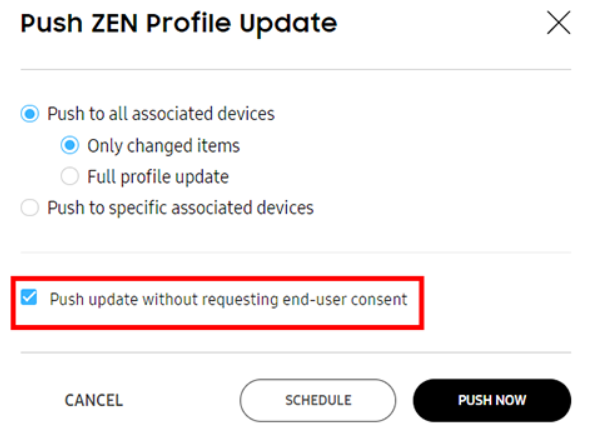 Push ZEN Profile Update
Push to all associated devices
Only changed items
Full profile update
Push to specific associated devices
Push update without requesting end-user consent
CANCEL
SCHEDULE
PUSH NOW